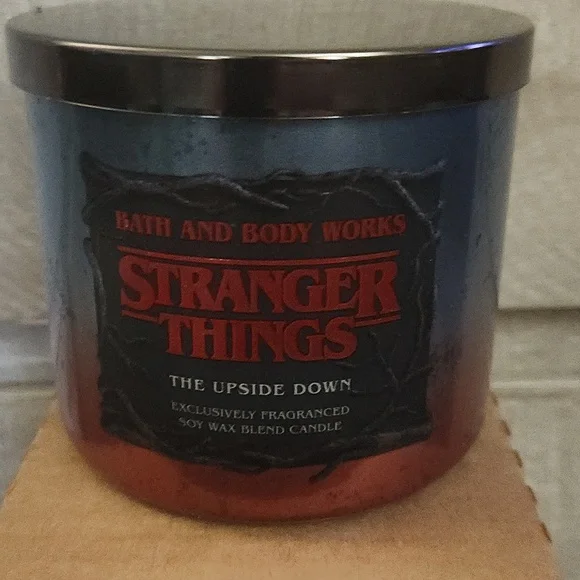 BATH AND BODY WORKS
STRANGER
THINGS
THE UPSIDE DOWN
EXCLUSIVELY FRAGRANCED
SOY WAX BLEND CANDLE